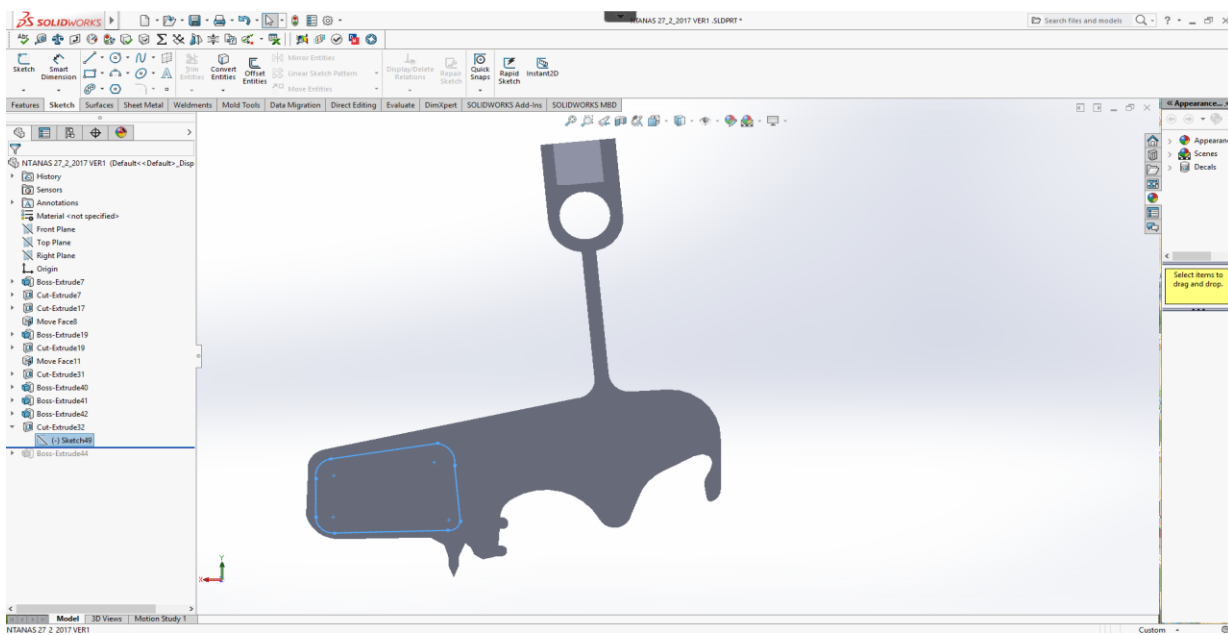 SOLIDWORKS
NTANAS 27_2_2017 VER1 .SLDPRT *
Search files and models
Sketch
Smart Dimension
Trim Entities
Convert Entities
Offset Entities
Mirror Entities
Linear Sketch Pattern
Move Entities
Display/Delete Relations
Repair Sketch
Quick Snaps
Rapid Sketch
Instant2D
Features
Sketch
Surfaces
Sheet Metal
Weldments
Mold Tools
Data Migration
Direct Editing
Evaluate
DimXpert
SOLIDWORKS Add-Ins
SOLIDWORKS MBD
NTANAS 27_2_2017 VER1 (Default<<Default>_Disp
History
Sensors
Annotations
Material <not specified>
Front Plane
Top Plane
Right Plane
Origin
Boss-Extrude7
Cut-Extrude7
Cut-Extrude17
Move Face8
Boss-Extrude19
Cut-Extrude19
Move Face11
Cut-Extrude31
Boss-Extrude40
Boss-Extrude41
Boss-Extrude42
Cut-Extrude32
(-) Sketch49
Boss-Extrude44
Y
X
Appearance...
Appearan
Scenes
Decals
Select items to
drag and drop.
Model
3D Views
Motion Study 1
NTANAS 27_2_2017 VER1
Custom